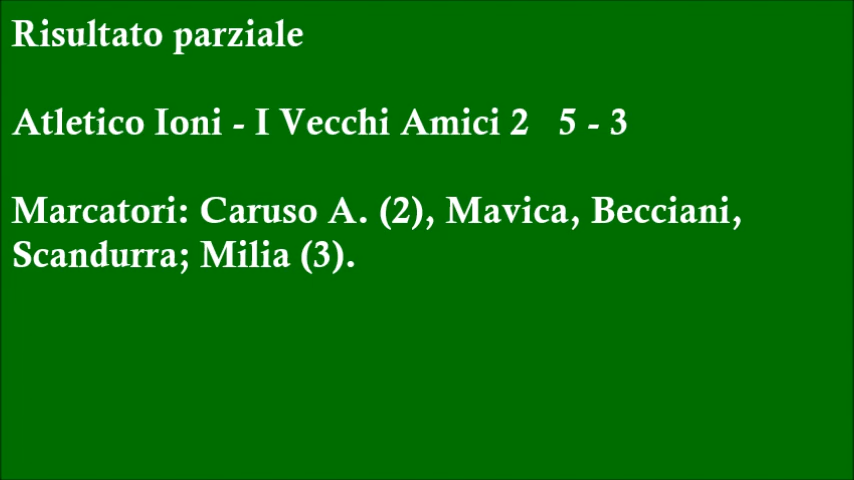 Risultato parziale
Atletico Ioni - I Vecchi Amici 2 5 - 3
Marcatori: Caruso A. (2), Mavica, Becciani,
Scandurra; Milia (3).